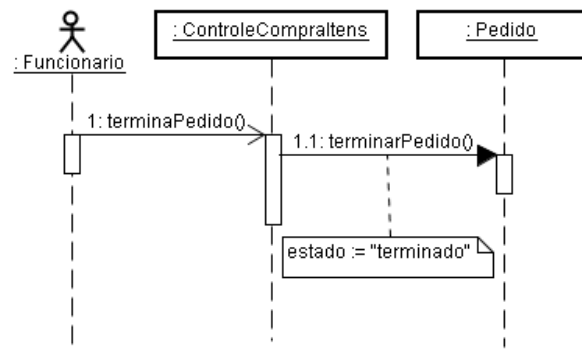 : Funcionario
: ControleCompraItens
: Pedido
1: terminaPedido()
1.1: terminarPedido()
estado := "terminado"